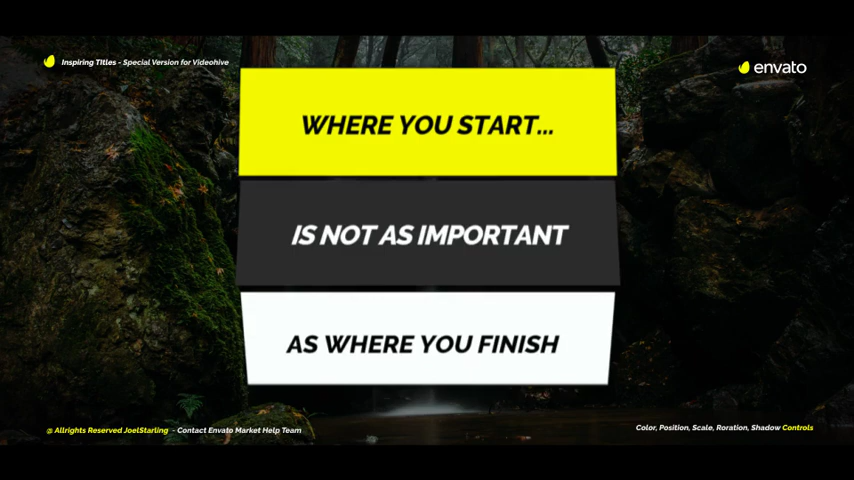 Inspiring Titles - Special Version for Videohive
envato
WHERE YOU START...
IS NOT AS IMPORTANT
AS WHERE YOU FINISH
@ Allrights Reserved JoelStarling - Contact Envato Market Help Team
Color, Position, Scale, Roration, Shadow Controls